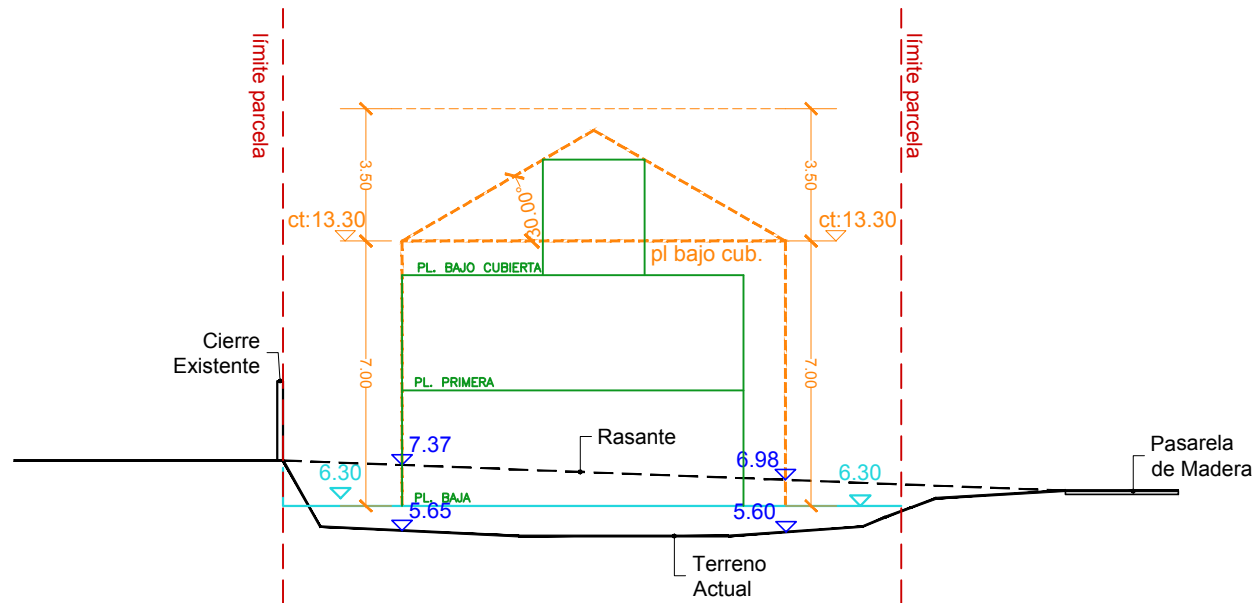 límite parcela
límite parcela
3.50
3.50
30.00°
ct:13.30
ct:13.30
pl bajo cub.
PL. BAJO CUBIERTA
Cierre
Existente
7.00
7.00
PL. PRIMERA
7.37
Rasante
6.98
Pasarela
de Madera
6.30
6.30
PL. BAJA
5.65
5.60
Terreno
Actual